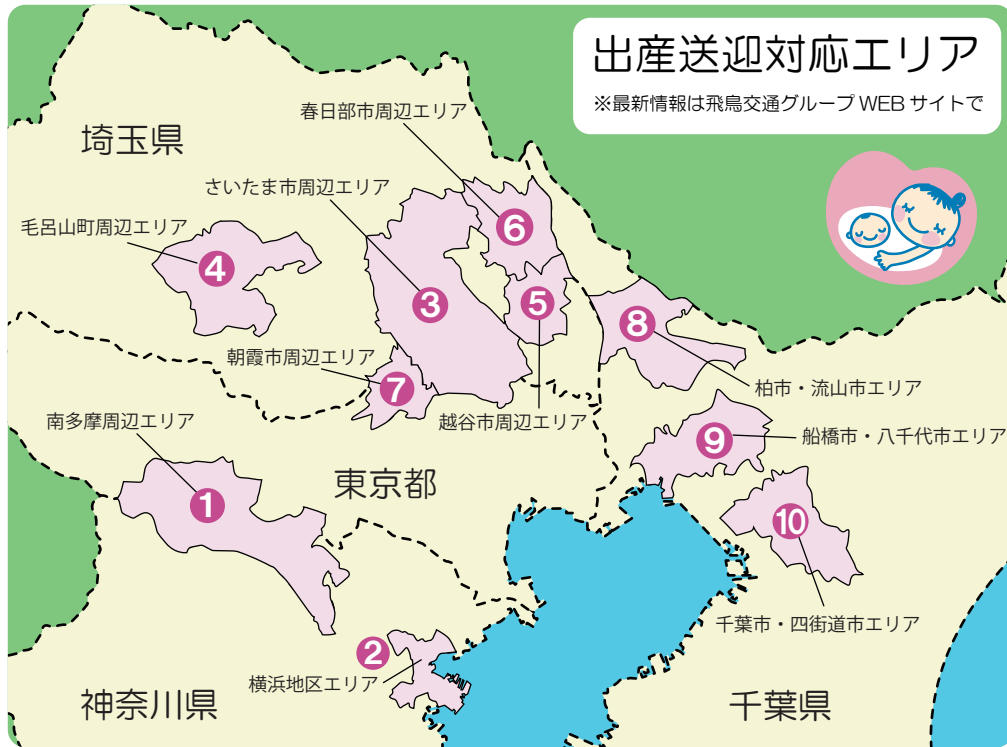 出産送迎対応エリア
※最新情報は飛鳥交通グループ WEB サイトで
春日部市周辺エリア
埼玉県
さいたま市周辺エリア
毛呂山町周辺エリア
6
4
3
5
8
朝霞市周辺エリア
7
柏市・流山市エリア
南多摩周辺エリア
越谷市周辺エリア
船橋市・八千代市エリア
9
東京都
1
10
千葉市・四街道市エリア
2
横浜地区エリア
神奈川県
千葉県